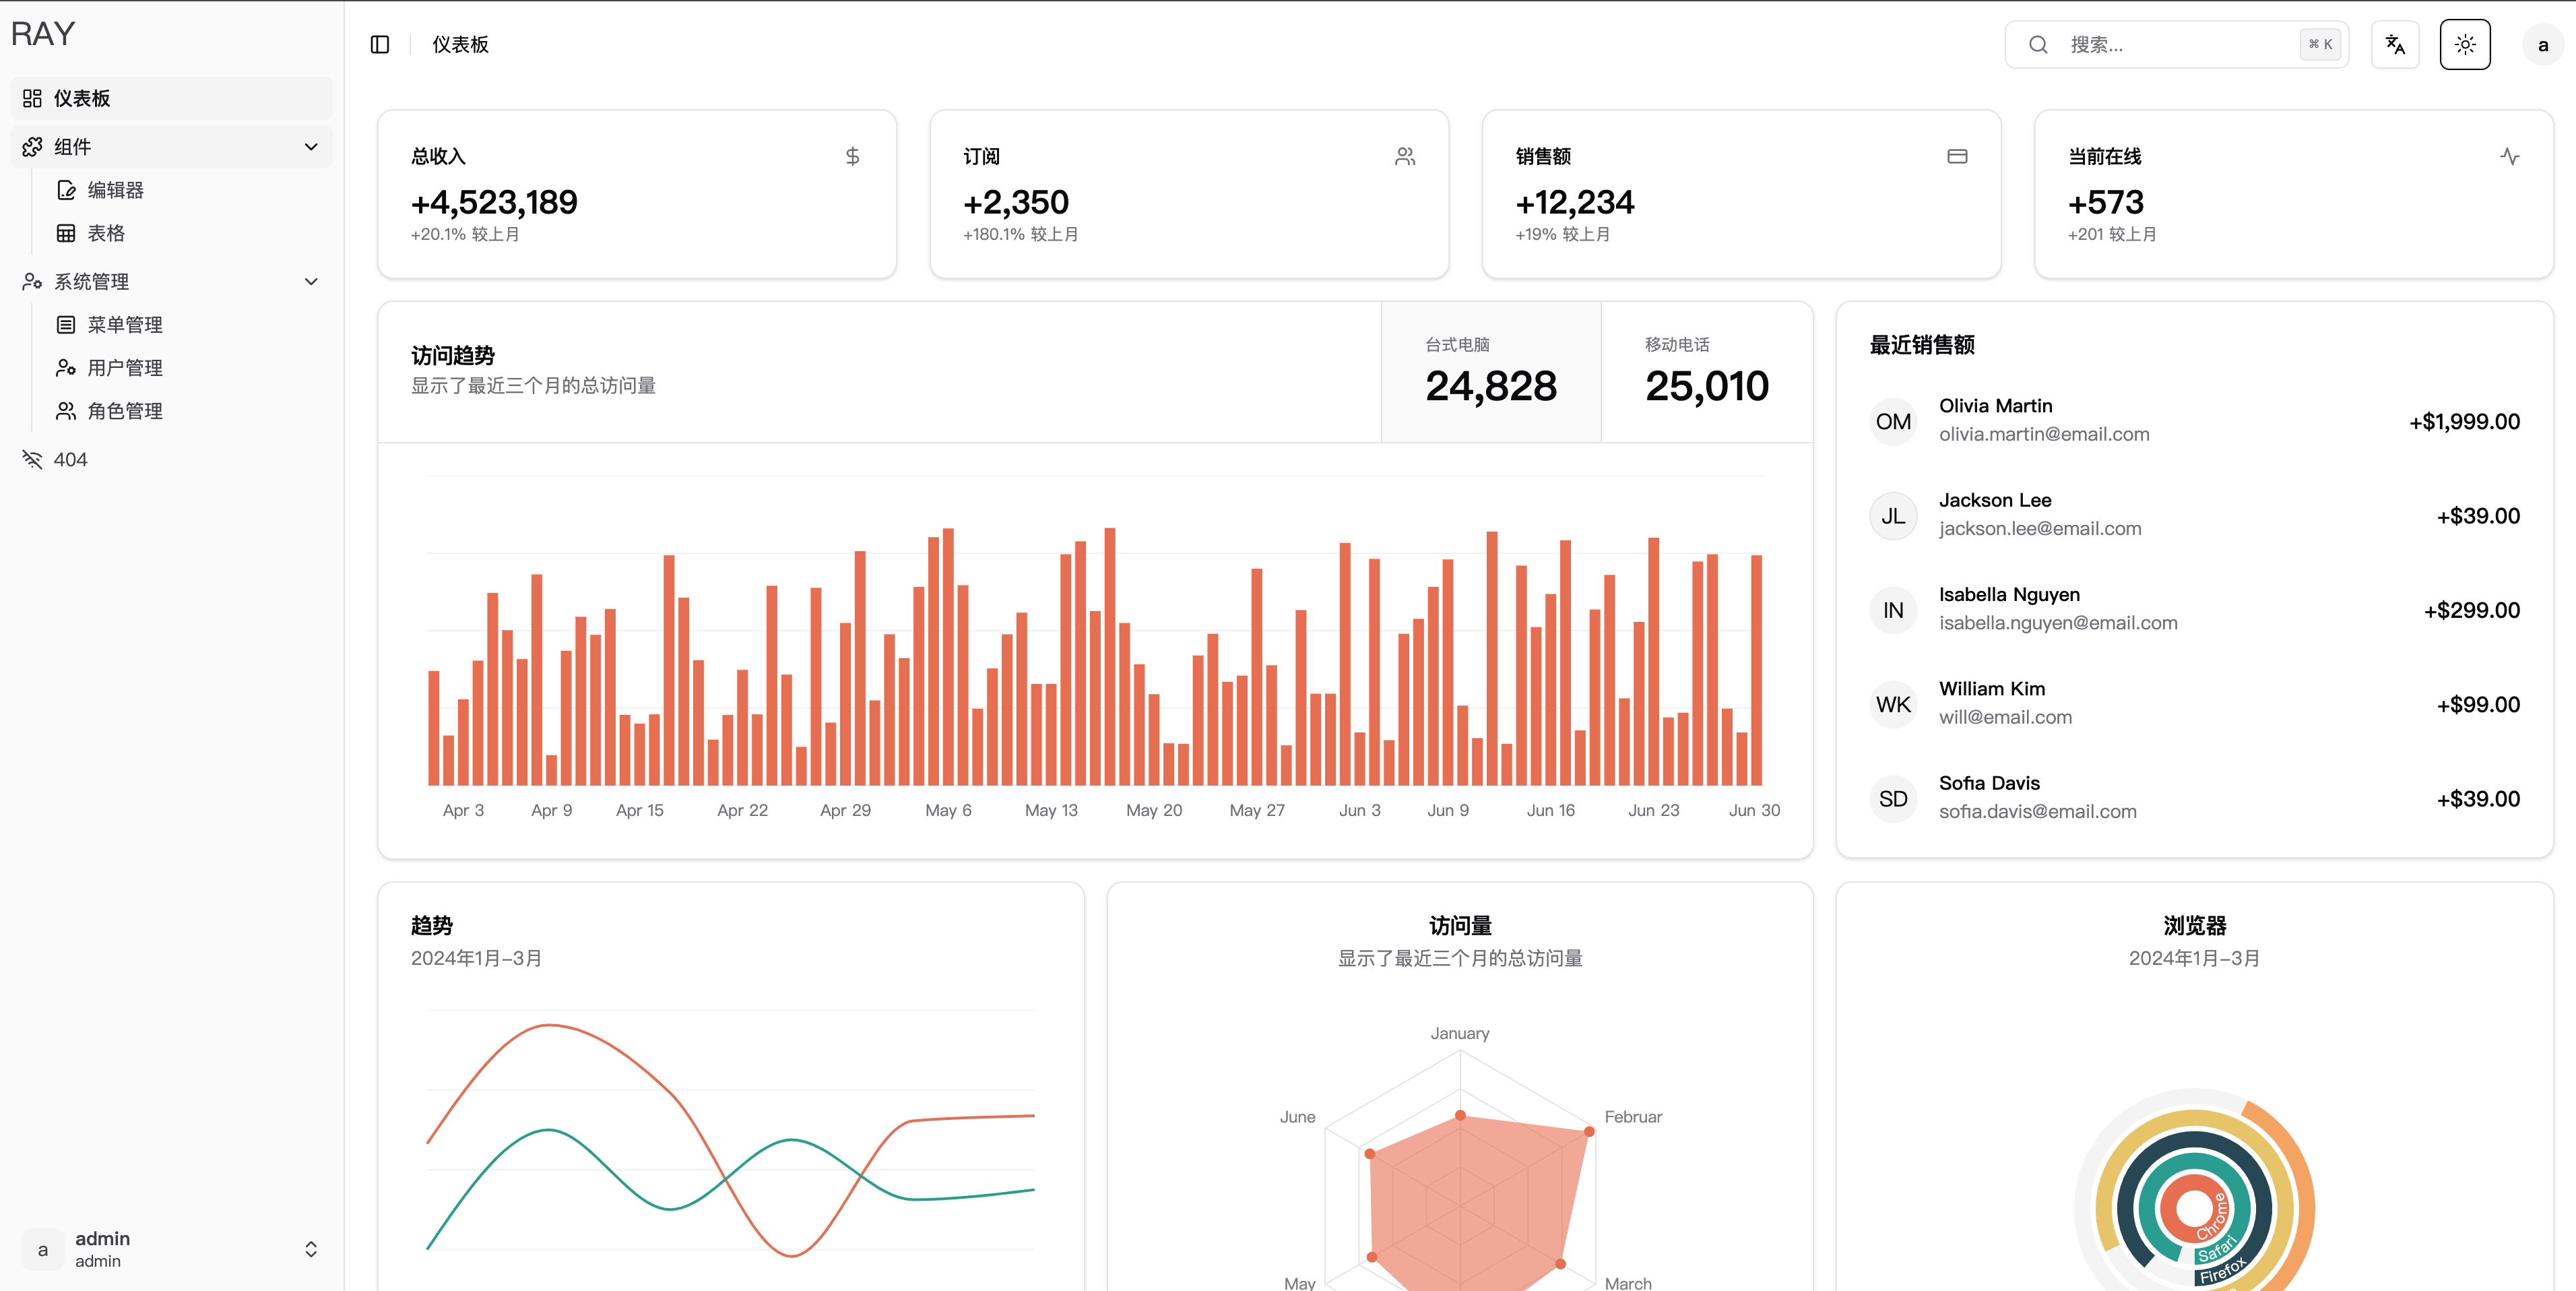 RAY
仪表板
组件
编辑器
表格
系统管理
菜单管理
用户管理
角色管理
404
admin
admin
a
仪表板
搜索...
⌘ K
a
总收入
+4,523,189
+20.1% 较上月
订阅
+2,350
+180.1% 较上月
销售额
+12,234
+19% 较上月
当前在线
+573
+201 较上月
访问趋势
显示了最近三个月的总访问量
台式电脑
24,828
移动电话
25,010
Apr 3 Apr 9 Apr 15 Apr 22 Apr 29 May 6 May 13 May 20 May 27 Jun 3 Jun 9 Jun 16 Jun 23 Jun 30
最近销售额
OM
Olivia Martin
olivia.martin@email.com
+$1,999.00
JL
Jackson Lee
jackson.lee@email.com
+$39.00
IN
Isabella Nguyen
isabella.nguyen@email.com
+$299.00
WK
William Kim
will@email.com
+$99.00
SD
Sofia Davis
sofia.davis@email.com
+$39.00
趋势
2024年1月-3月
访问量
显示了最近三个月的总访问量
January
Februar
March
May
June
浏览器
2024年1月-3月
Chrome
Safari
Firefox